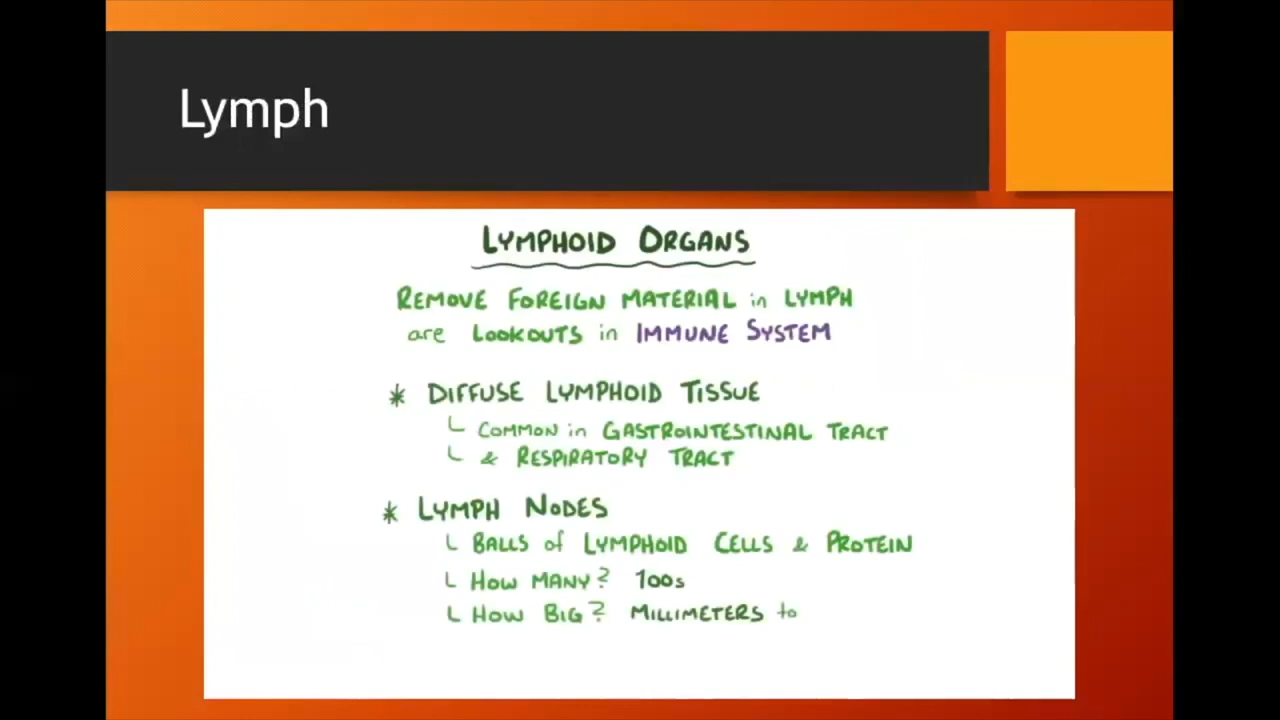 Lymph
LYMPHOID ORGANS
REMOVE FOREIGN MATERIAL in LYMPH
are LOOKOUTS in IMMUNE SYSTEM
* DIFFUSE LYMPHOID TISSUE
└ COMMON in GASTROINTESTINAL TRACT
└ & RESPIRATORY TRACT
* LYMPH NODES
└ BALLS of LYMPHOID CELLS & PROTEIN
└ HOW MANY? 100s
└ HOW BIG? MILLIMETERS to